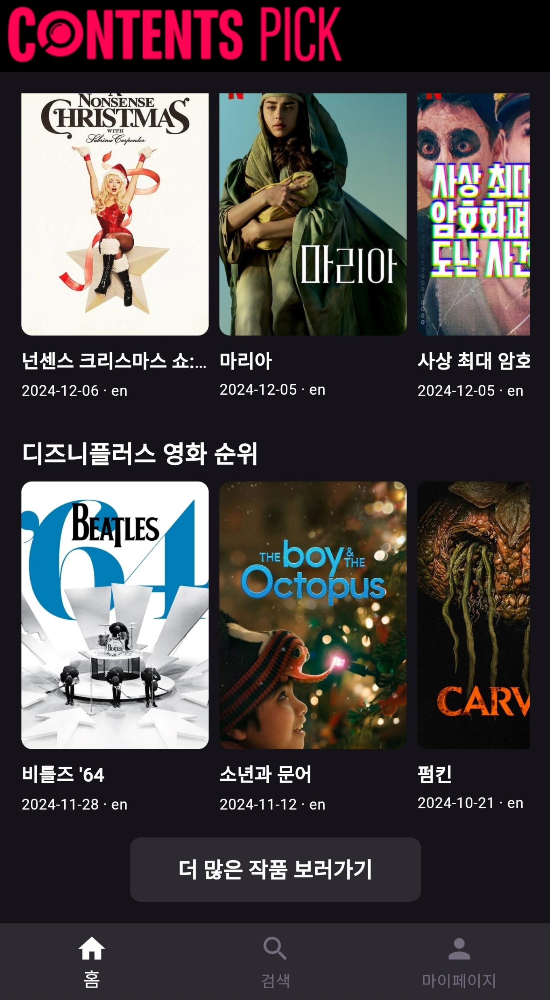 CONTENTS PICK
NONSENSE
CHRISTMAS
WITH
Sabrina Carpenter
마리아
사상 최대
암호화폐
도난 사건
넌센스 크리스마스 쇼:...
2024-12-06 · en
마리아
2024-12-05 · en
사상 최대 암호
2024-12-05 · en
디즈니플러스 영화 순위
'64
BEATLES
BEATLES
THE boy & THE
Octopus
CARV
비틀즈 '64
2024-11-28 · en
소년과 문어
2024-11-12 · en
펌킨
2024-10-21 · en
더 많은 작품 보러가기
홈
검색
마이페이지